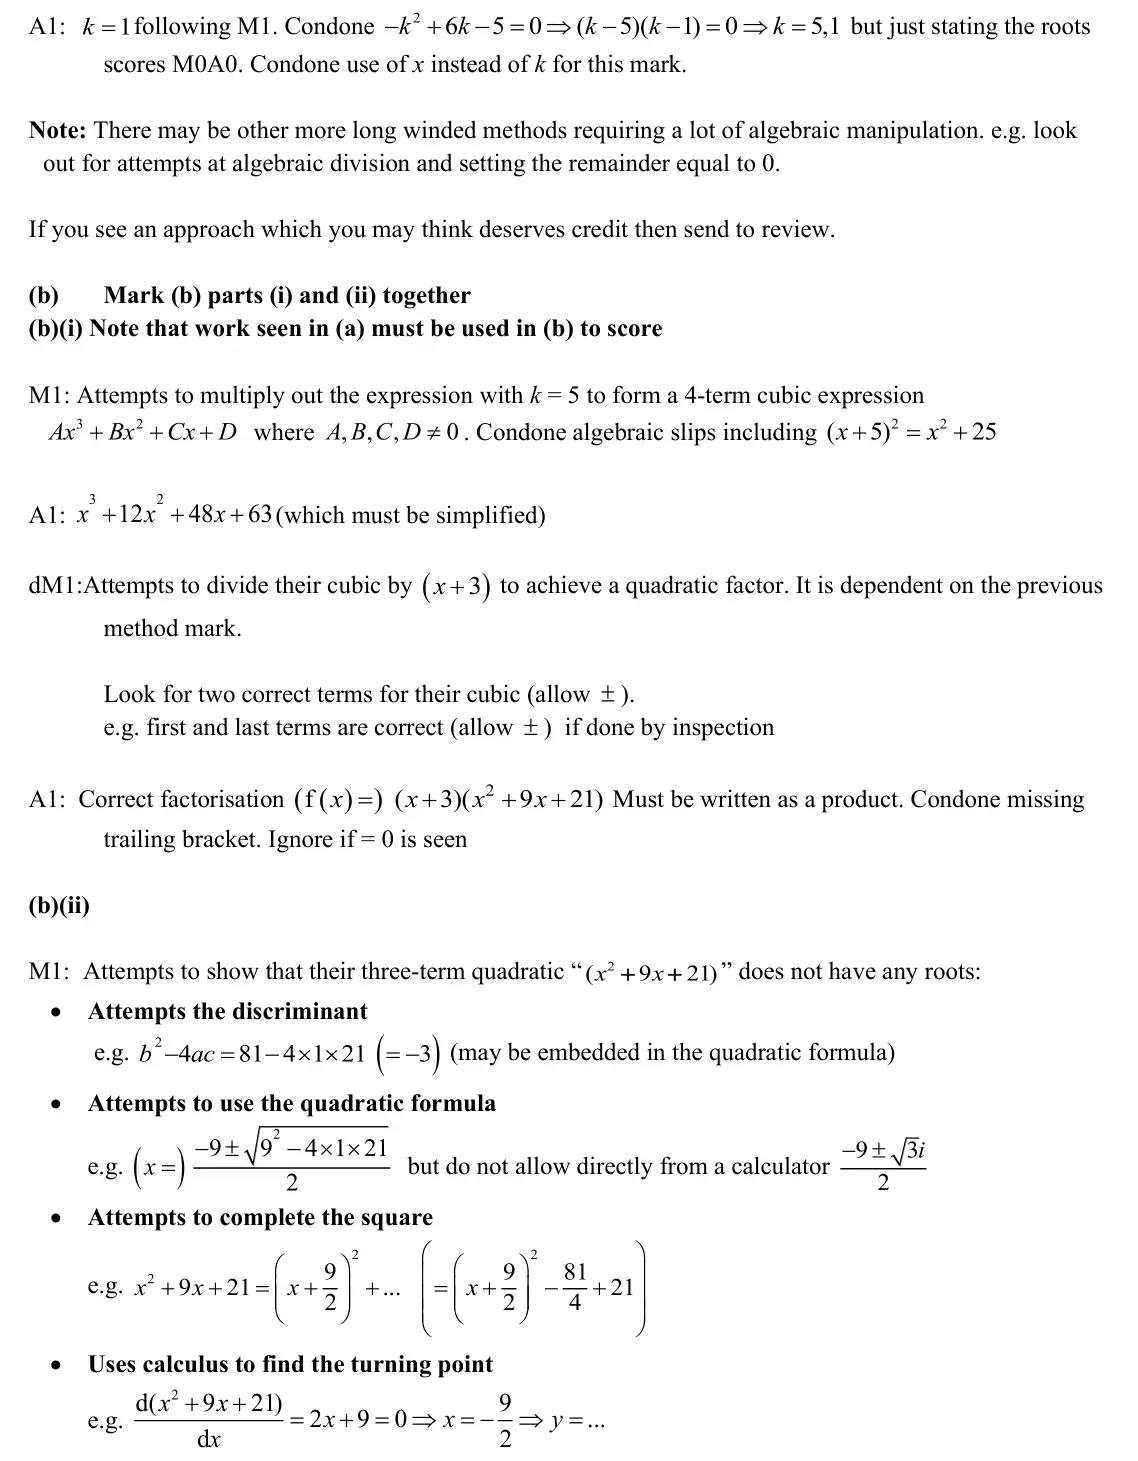 A1: k = 1 following M1. Condone −k² + 6k − 5 = 0 ⇒ (k − 5)(k − 1) = 0 ⇒ k = 5,1 but just stating the roots
scores M0A0. Condone use of x instead of k for this mark.
Note: There may be other more long winded methods requiring a lot of algebraic manipulation. e.g. look
out for attempts at algebraic division and setting the remainder equal to 0.
If you see an approach which you may think deserves credit then send to review.
(b) Mark (b) parts (i) and (ii) together
(b)(i) Note that work seen in (a) must be used in (b) to score
M1: Attempts to multiply out the expression with k = 5 to form a 4-term cubic expression
Ax³ + Bx² + Cx + D where A, B, C, D ≠ 0. Condone algebraic slips including (x + 5)² = x² + 25
A1: x³ + 12x² + 48x + 63 (which must be simplified)
dM1:Attempts to divide their cubic by (x + 3) to achieve a quadratic factor. It is dependent on the previous
method mark.
Look for two correct terms for their cubic (allow ± ).
e.g. first and last terms are correct (allow ± ) if done by inspection
A1: Correct factorisation (f(x) =) (x + 3)(x² + 9x + 21) Must be written as a product. Condone missing
trailing bracket. Ignore if = 0 is seen
(b)(ii)
M1: Attempts to show that their three-term quadratic “(x² + 9x + 21)” does not have any roots:
• Attempts the discriminant
e.g. b² − 4ac = 81 − 4×1×21 (= −3) (may be embedded in the quadratic formula)
• Attempts to use the quadratic formula
e.g. (x =) (−9 ± √(9² − 4×1×21))/2 but do not allow directly from a calculator (−9 ± √3i)/2
• Attempts to complete the square
e.g. x² + 9x + 21 = (x + 9/2)² + ... (= (x + 9/2)² − 81/4 + 21)
• Uses calculus to find the turning point
e.g. d(x² + 9x + 21)/dx = 2x + 9 = 0 ⇒ x = −9/2 ⇒ y = ...